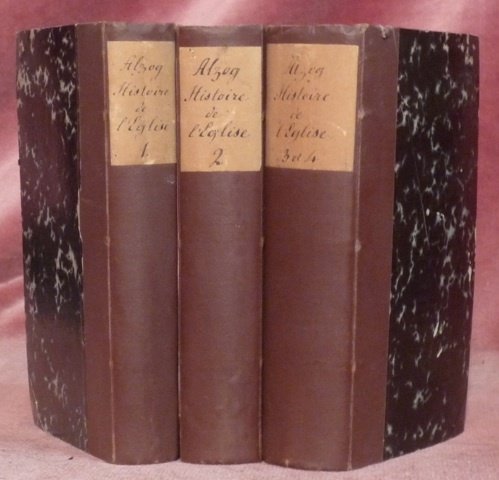 Alzog
Histoire
de
l'Eglise
1
Alzog
Histoire
de
l'Eglise
2
Alzog
Histoire
de
l'Eglise
3 et 4